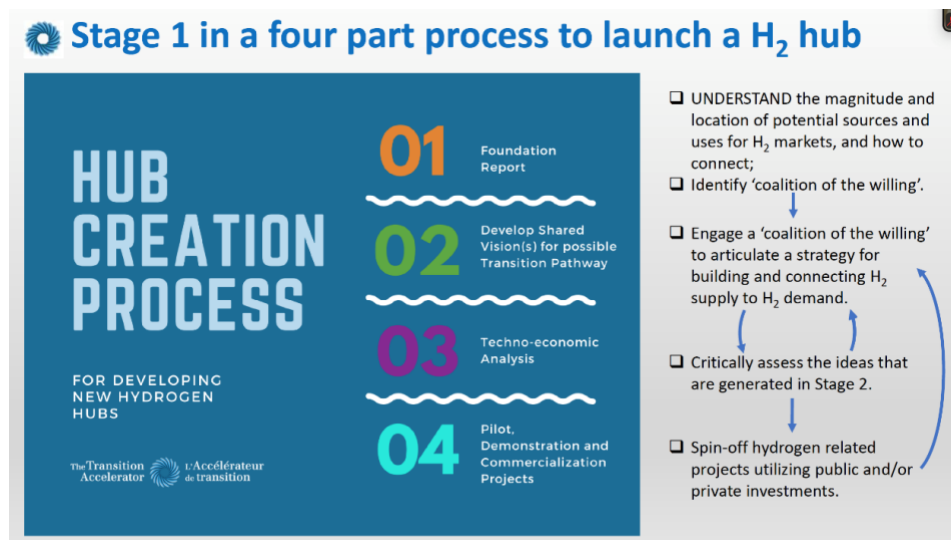 Stage 1 in a four part process to launch a H₂ hub
HUB
CREATION
PROCESS
FOR DEVELOPING
NEW HYDROGEN
HUBS
The Transition
Accelerator
L'Accélérateur
de transition
01
Foundation
Report
02
Develop Shared
Vision(s) for possible
Transition Pathway
03
Techno-economic
Analysis
04
Pilot,
Demonstration and
Commercialization
Projects
❑ UNDERSTAND the magnitude and
location of potential sources and
uses for H₂ markets, and how to
connect;
❑ Identify ‘coalition of the willing’.
❑ Engage a ‘coalition of the willing’
to articulate a strategy for
building and connecting H₂
supply to H₂ demand.
❑ Critically assess the ideas that
are generated in Stage 2.
❑ Spin-off hydrogen related
projects utilizing public and/or
private investments.